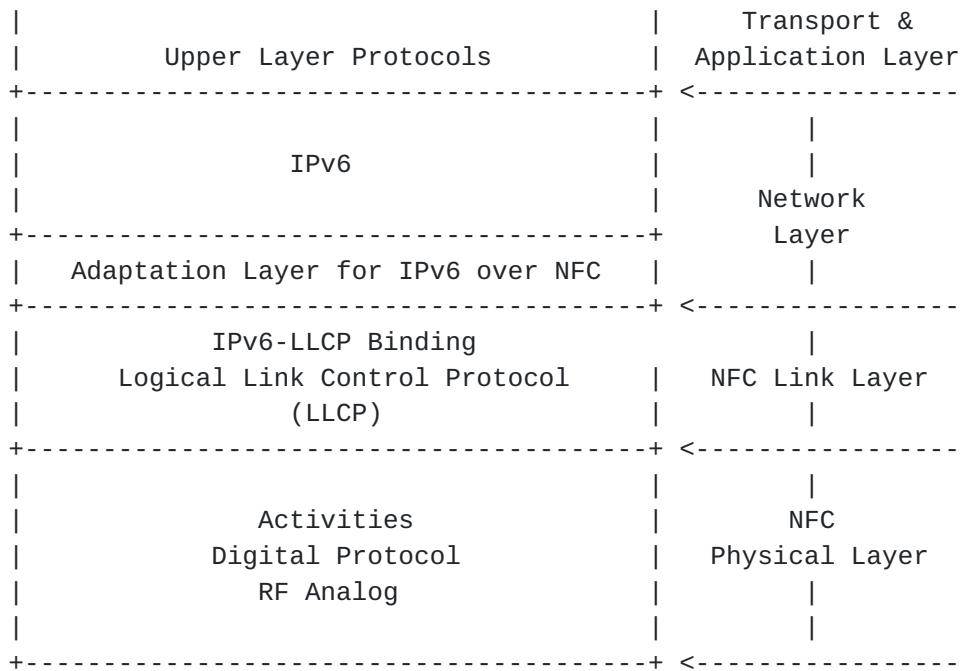 |                                         |     Transport &
|         Upper Layer Protocols           |  Application Layer
+-----------------------------------------+ <-----------------
|                                         |         |
|                 IPv6                    |         |
|                                         |      Network
+-----------------------------------------+       Layer
|   Adaptation Layer for IPv6 over NFC   |         |
+-----------------------------------------+ <-----------------
|            IPv6-LLCP Binding                      |
|      Logical Link Control Protocol     |   NFC Link Layer
|                 (LLCP)                  |         |
+-----------------------------------------+ <-----------------
|                                         |         |
|               Activities                |        NFC
|            Digital Protocol             |   Physical Layer
|               RF Analog                 |         |
|                                         |         |
+-----------------------------------------+ <-----------------